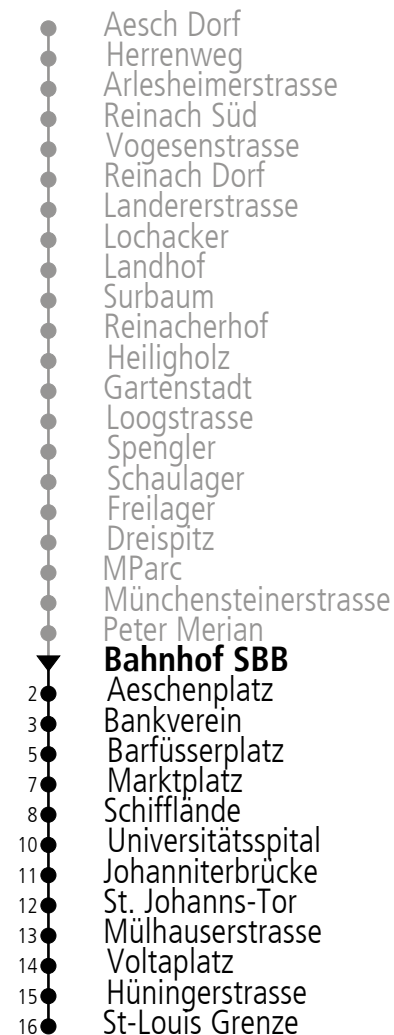 Aesch Dorf
Herrenweg
Arlesheimerstrasse
Reinach Süd
Vogesenstrasse
Reinach Dorf
Landererstrasse
Lochacker
Landhof
Surbaum
Reinacherhof
Heiligholz
Gartenstadt
Loogstrasse
Spengler
Schaulager
Freilager
Dreispitz
MParc
Münchensteinerstrasse
Peter Merian
Bahnhof SBB
2 Aeschenplatz
3 Bankverein
5 Barfüsserplatz
7 Marktplatz
8 Schifflände
10 Universitätsspital
11 Johanniterbrücke
12 St. Johanns-Tor
13 Mülhauserstrasse
14 Voltaplatz
15 Hüningerstrasse
16 St-Louis Grenze